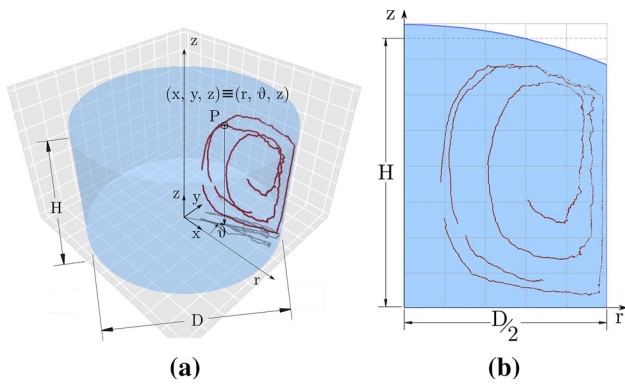 z
(x, y, z)≡(r, ϑ, z)
P
H
z
y
x
ϑ
r
D
(a)
z
H
D/2
r
(b)